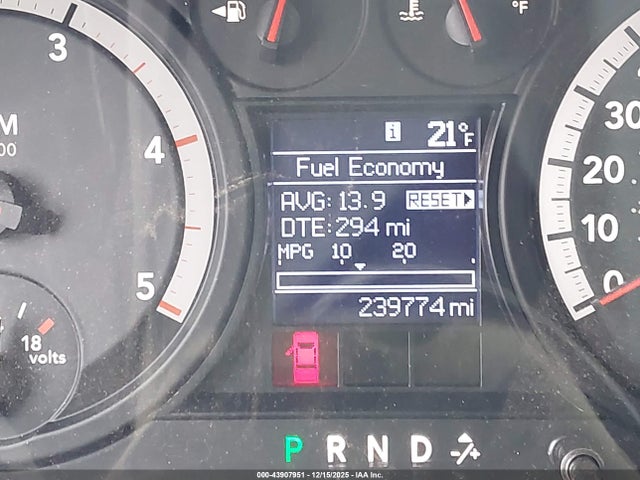 °F
3
30
i 21°F
4
Fuel Economy
20
AVG: 13.9 RESET
DTE: 294 mi
10
MPG 10 20
5
0
239774 mi
18
volts
P R N D -/+
000-43907951 - 12/15/2025 - IAA Inc.